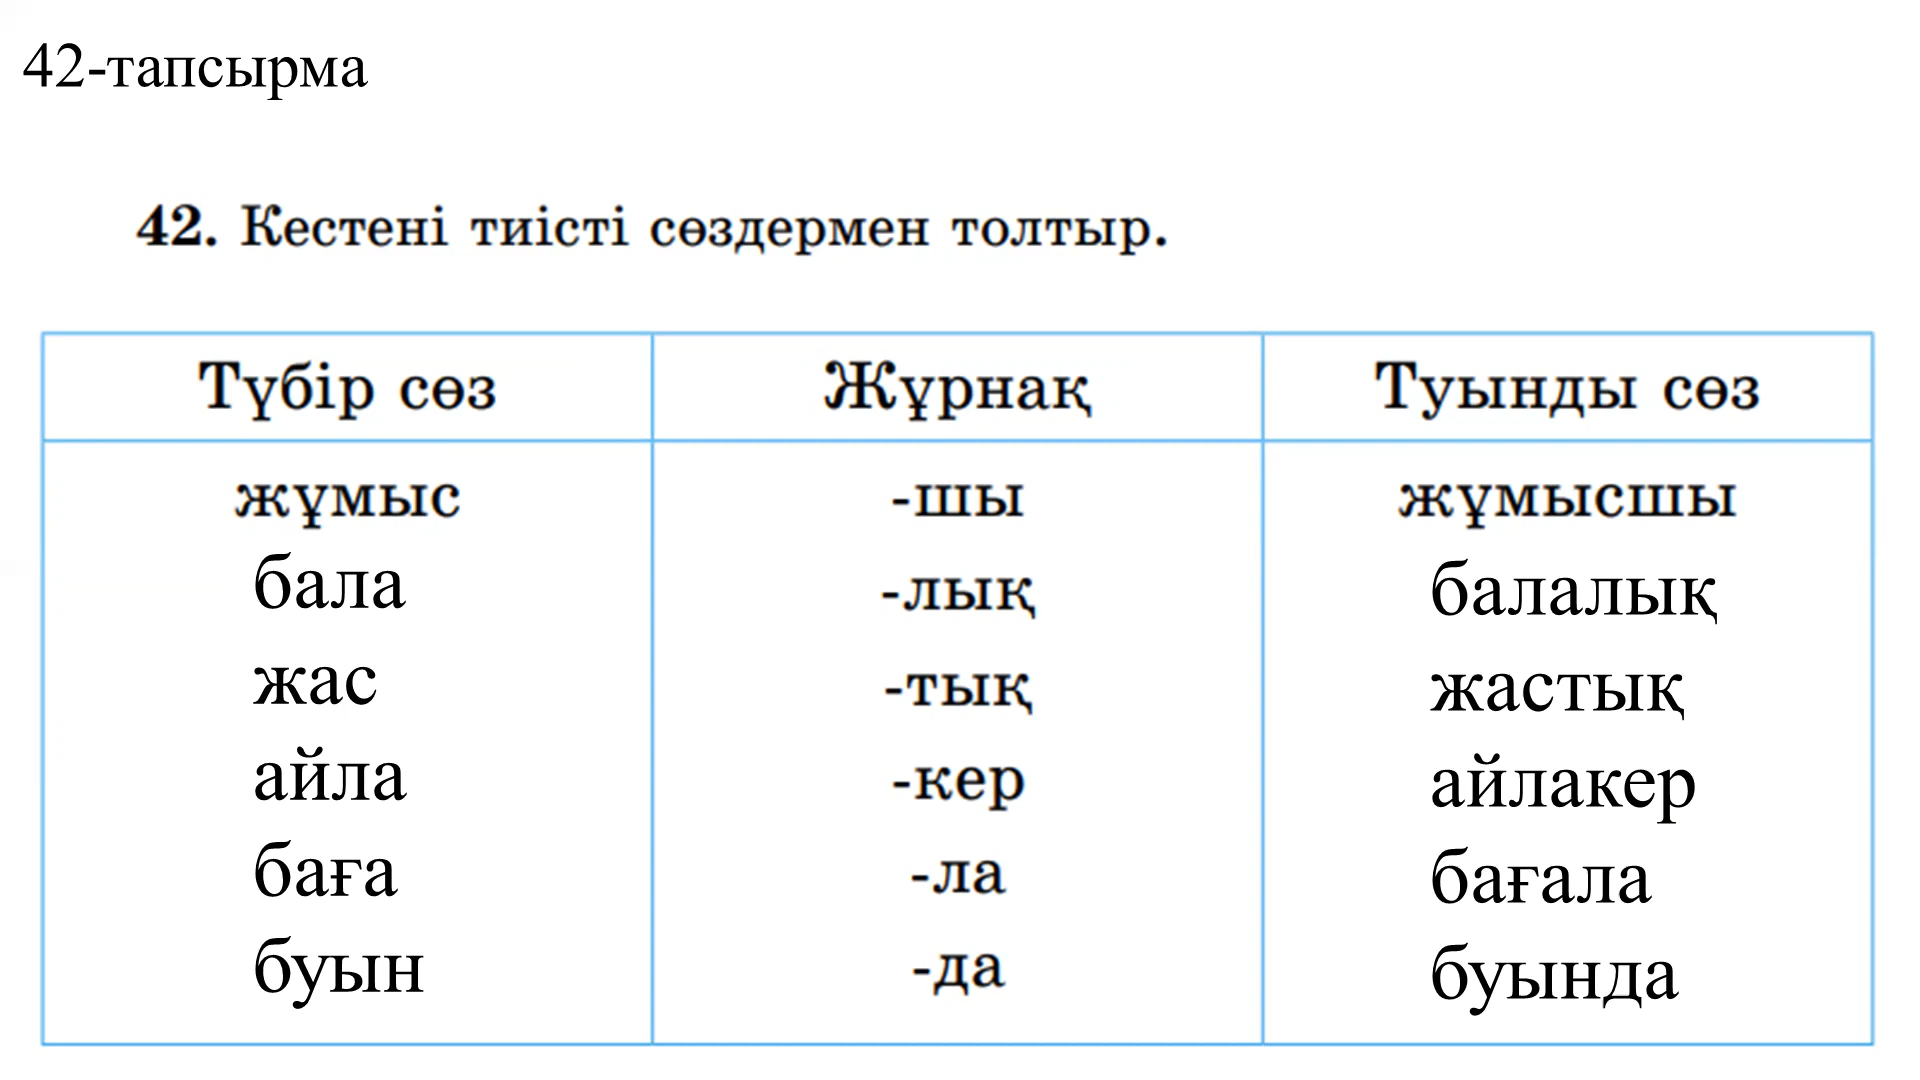 42-тапсырма
42. Кестені тиісті сөздермен толтыр.
Түбір сөз Жұрнақ Туынды сөз
жұмыс -шы жұмысшы
бала -лық балалық
жас -тық жастық
айла -кер айлакер
баға -ла бағала
буын -да буында